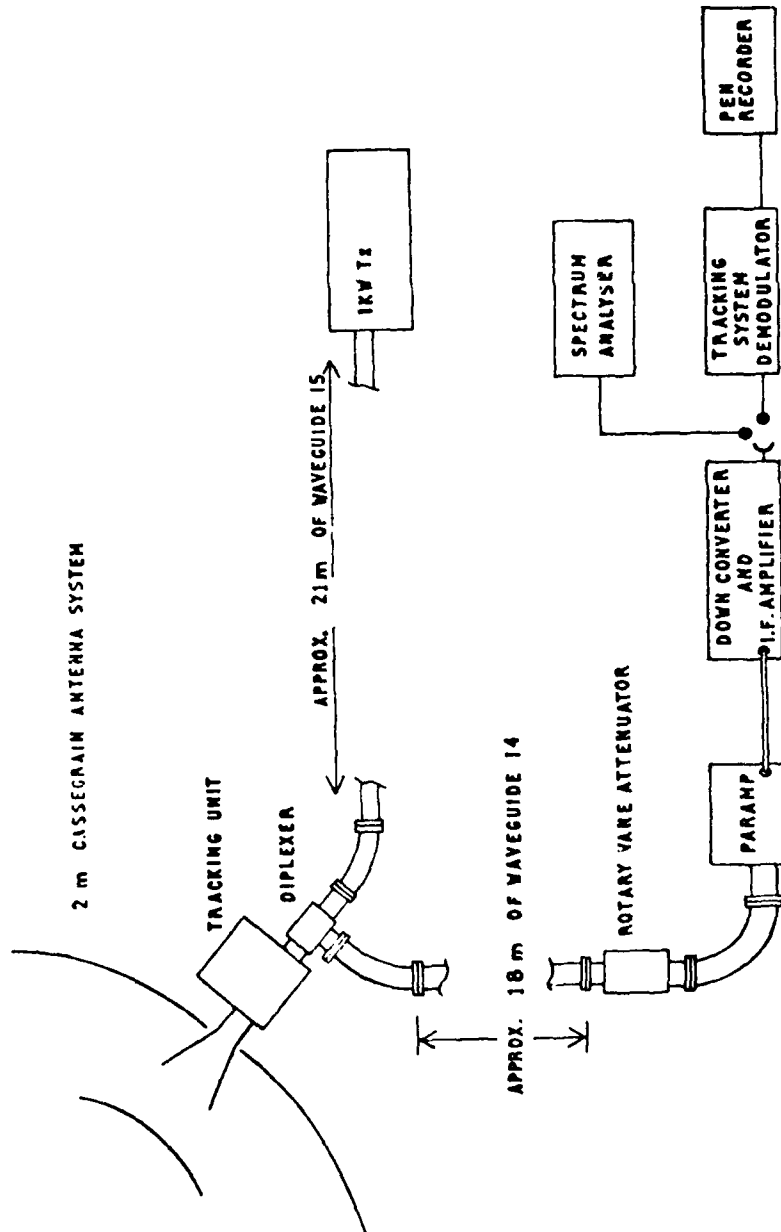 2 m CASSEGRAIN ANTENNA SYSTEM
TRACKING UNIT
DIPLEXER
APPROX. 21m OF WAVEGUIDE 15
1KW Tx
APPROX. 18m OF WAVEGUIDE 14
ROTARY VANE ATTENUATOR
PARAMP
DOWN CONVERTER
AND
I.F. AMPLIFIER
SPECTRUM
ANALYSER
TRACKING
SYSTEM
DEMODULATOR
PEN
RECORDER